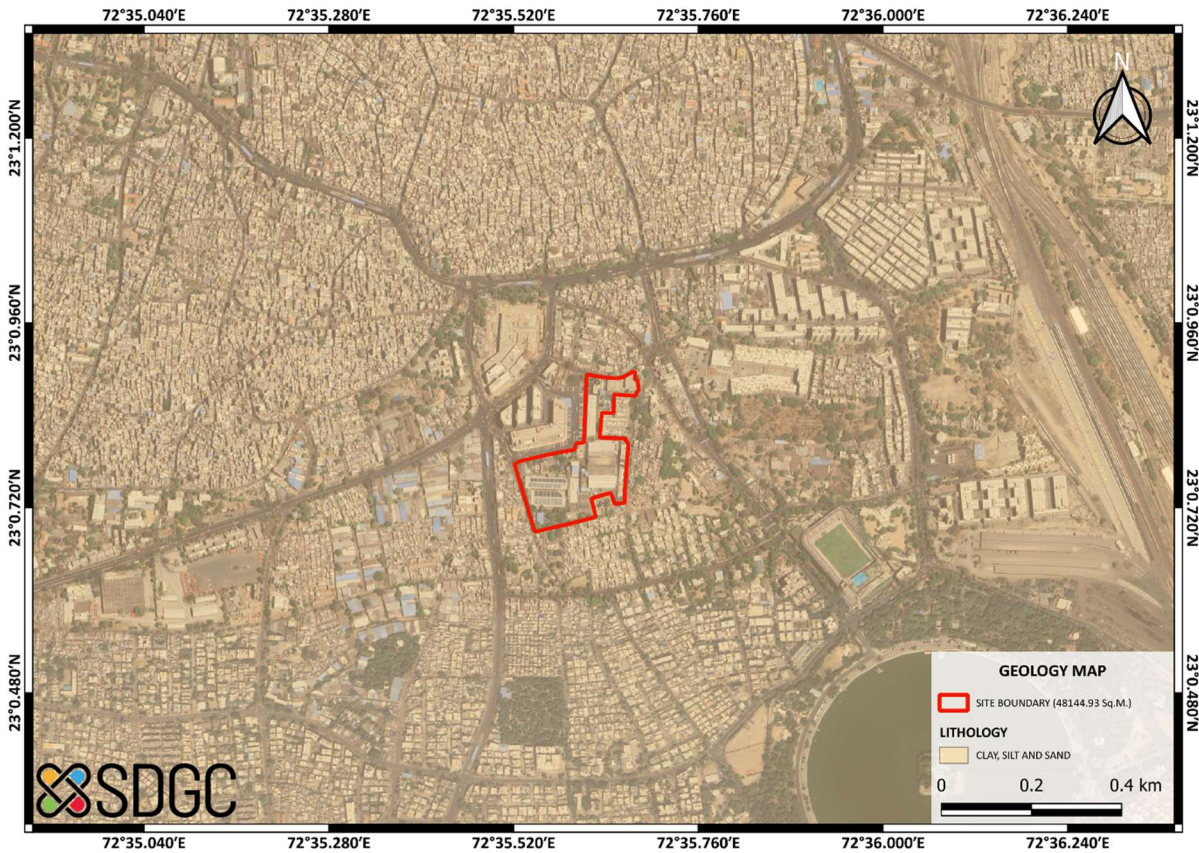 72°35.040′E 72°35.280′E 72°35.520′E 72°35.760′E 72°36.000′E 72°36.240′E
N
23°1.200′N 23°1.200′N
23°0.960′N 23°0.960′N
23°0.720′N 23°0.720′N
23°0.480′N 23°0.480′N
GEOLOGY MAP
SITE BOUNDARY (48144.93 Sq.M.)
LITHOLOGY
CLAY, SILT AND SAND
0 0.2 0.4 km
SDGC
72°35.040′E 72°35.280′E 72°35.520′E 72°35.760′E 72°36.000′E 72°36.240′E